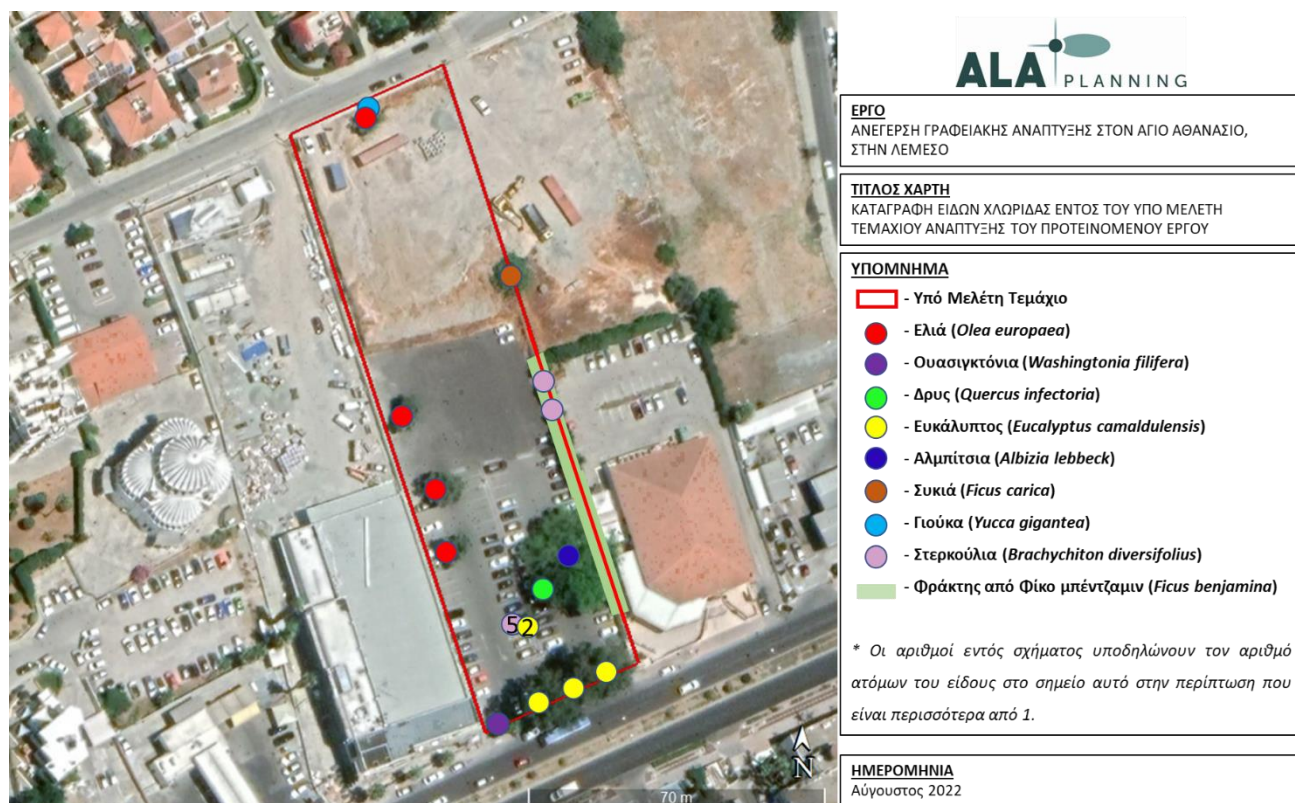 ALA PLANNING
ΕΡΓΟ
ΑΝΕΓΕΡΣΗ ΓΡΑΦΕΙΑΚΗΣ ΑΝΑΠΤΥΞΗΣ ΣΤΟΝ ΑΓΙΟ ΑΘΑΝΑΣΙΟ,
ΣΤΗΝ ΛΕΜΕΣΟ
ΤΙΤΛΟΣ ΧΑΡΤΗ
ΚΑΤΑΓΡΑΦΗ ΕΙΔΩΝ ΧΛΩΡΙΔΑΣ ΕΝΤΟΣ ΤΟΥ ΥΠΟ ΜΕΛΕΤΗ
ΤΕΜΑΧΙΟΥ ΑΝΑΠΤΥΞΗΣ ΤΟΥ ΠΡΟΤΕΙΝΟΜΕΝΟΥ ΕΡΓΟΥ
ΥΠΟΜΝΗΜΑ
- Υπό Μελέτη Τεμάχιο
- Ελιά (Olea europaea)
- Ουασιγκτόνια (Washingtonia filifera)
- Δρυς (Quercus infectoria)
- Ευκάλυπτος (Eucalyptus camaldulensis)
- Αλμπίτσια (Albizia lebbeck)
- Συκιά (Ficus carica)
- Γιούκα (Yucca gigantea)
- Στερκούλια (Brachychiton diversifolius)
- Φράκτης από Φίκο μπέντζαμιν (Ficus benjamina)
* Οι αριθμοί εντός σχήματος υποδηλώνουν τον αριθμό
ατόμων του είδους στο σημείο αυτό στην περίπτωση που
είναι περισσότερα από 1.
ΗΜΕΡΟΜΗΝΙΑ
Αύγουστος 2022
5 2
N
70 m